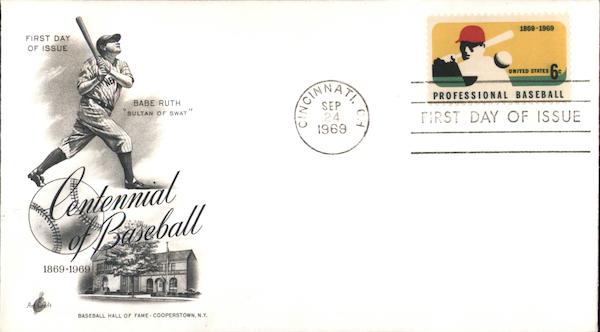 FIRST DAY
OF ISSUE
BABE RUTH
"SULTAN OF SWAT"
Centennial
of Baseball
1869-1969
BASEBALL HALL OF FAME - COOPERSTOWN, N.Y.
CINCINNATI, OH
SEP
24
1969
1869-1969
UNITED STATES 6c
PROFESSIONAL BASEBALL
FIRST DAY OF ISSUE